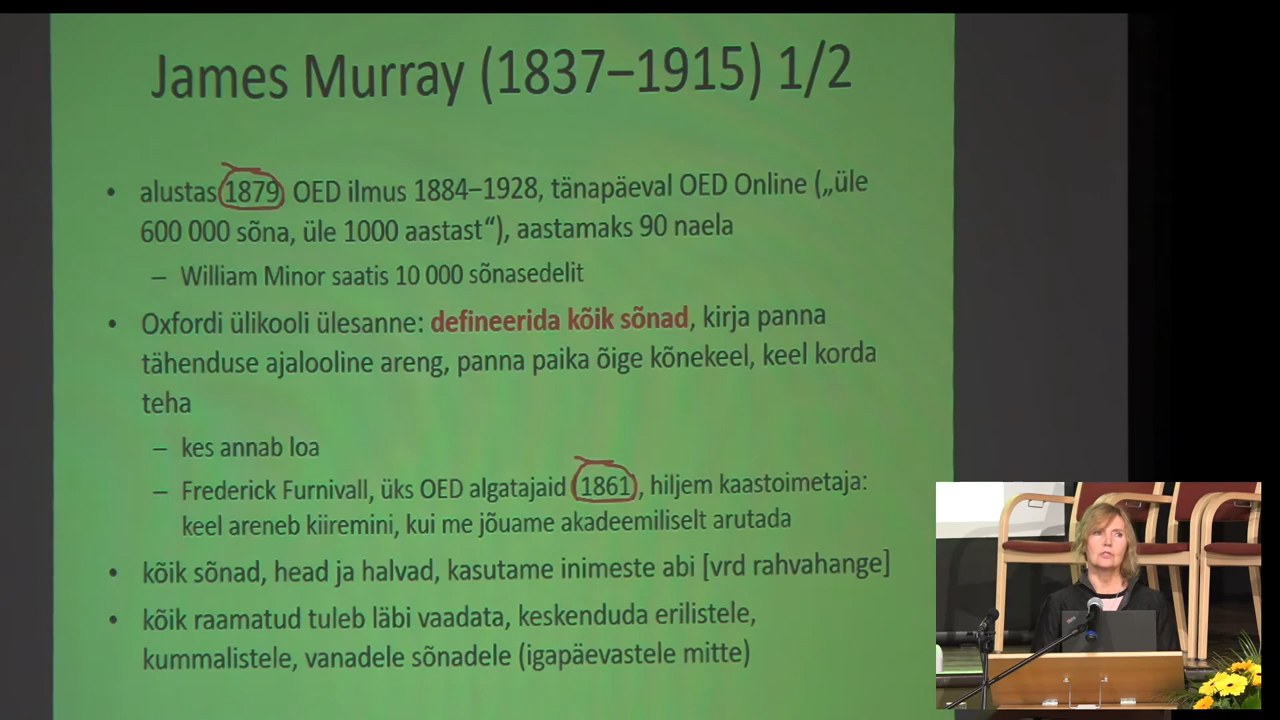 James Murray (1837–1915) 1/2
• alustas 1879 OED ilmus 1884–1928, tänapäeval OED Online („üle
600 000 sõna, üle 1000 aastast“), aastamaks 90 naela
– William Minor saatis 10 000 sõnasedelit
• Oxfordi ülikooli ülesanne: defineerida kõik sõnad, kirja panna
tähenduse ajalooline areng, panna paika õige kõnekeel, keel korda
teha
– kes annab loa
– Frederick Furnivall, üks OED algatajaid 1861, hiljem kaastoimetaja:
keel areneb kiiremini, kui me jõuame akadeemiliselt arutada
• kõik sõnad, head ja halvad, kasutame inimeste abi [vrd rahvahange]
• kõik raamatud tuleb läbi vaadata, keskenduda erilistele,
kummalistele, vanadele sõnadele (igapäevastele mitte)